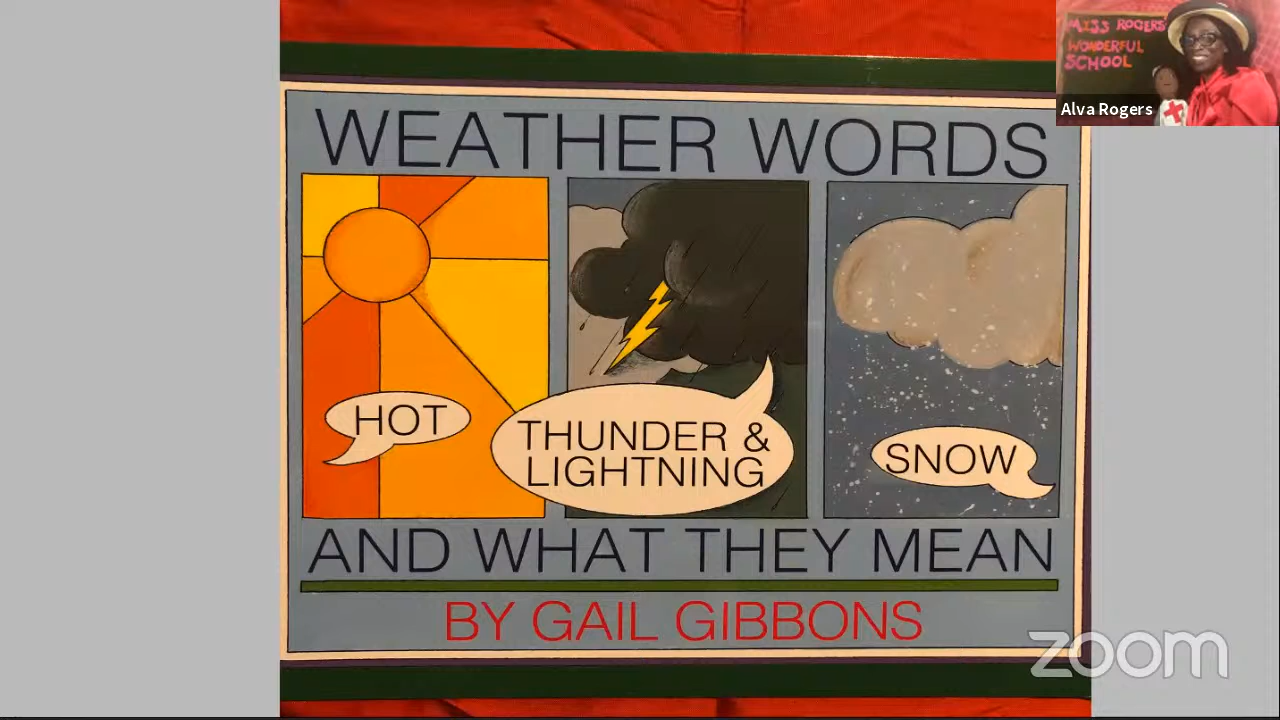 WEATHER WORDS
HOT
THUNDER &
LIGHTNING
SNOW
AND WHAT THEY MEAN
BY GAIL GIBBONS
MISS ROGERS'
WONDERFUL
SCHOOL
Alva Rogers
zoom